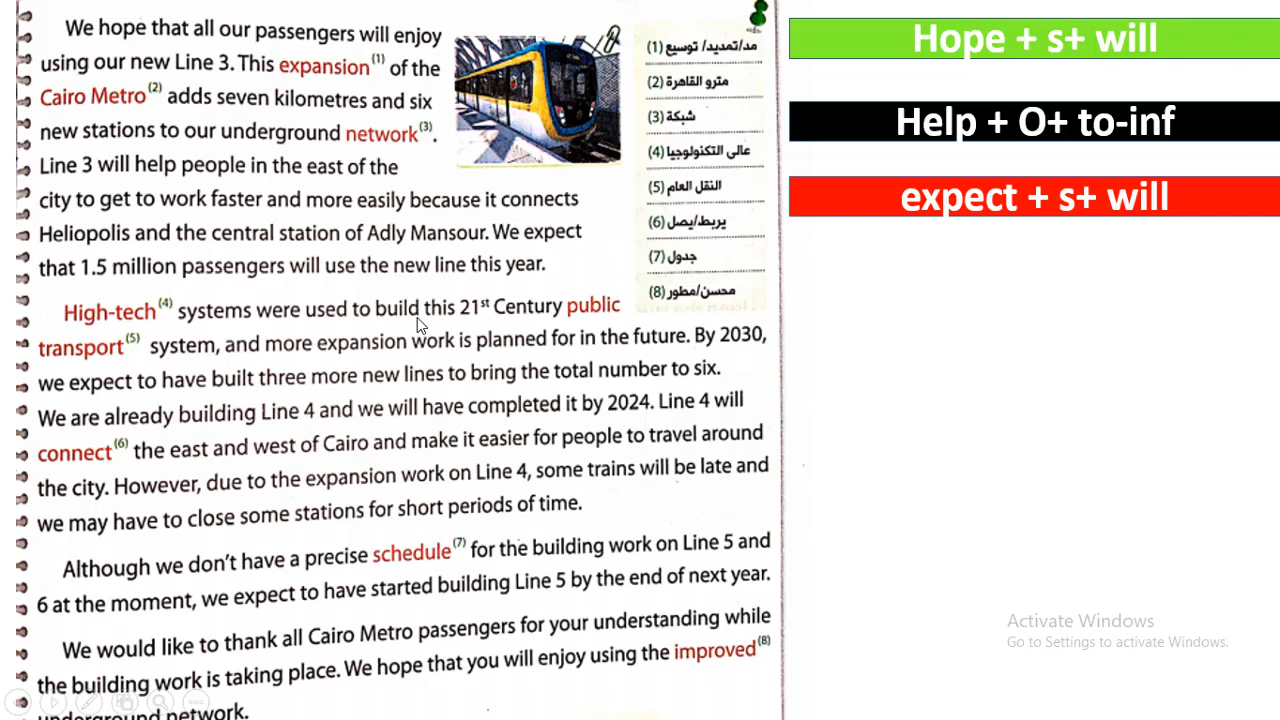 We hope that all our passengers will enjoy
using our new Line 3. This expansion(1) of the
Cairo Metro(2) adds seven kilometres and six
new stations to our underground network(3).
Line 3 will help people in the east of the
city to get to work faster and more easily because it connects
Heliopolis and the central station of Adly Mansour. We expect
that 1.5 million passengers will use the new line this year.
High-tech(4) systems were used to build this 21st Century public
transport(5) system, and more expansion work is planned for in the future. By 2030,
we expect to have built three more new lines to bring the total number to six.
We are already building Line 4 and we will have completed it by 2024. Line 4 will
connect(6) the east and west of Cairo and make it easier for people to travel around
the city. However, due to the expansion work on Line 4, some trains will be late and
we may have to close some stations for short periods of time.
Although we don't have a precise schedule(7) for the building work on Line 5 and
6 at the moment, we expect to have started building Line 5 by the end of next year.
We would like to thank all Cairo Metro passengers for your understanding while
the building work is taking place. We hope that you will enjoy using the improved(8)
underground network.
(1) مد/تمديد/ توسيع
(2) مترو القاهرة
(3) شبكة
(4) عالى التكنولوجيا
(5) النقل العام
(6) يربط/يصل
(7) جدول
(8) محسن/مطور
Hope + s+ will
Help + O+ to-inf
expect + s+ will
Activate Windows
Go to Settings to activate Windows.